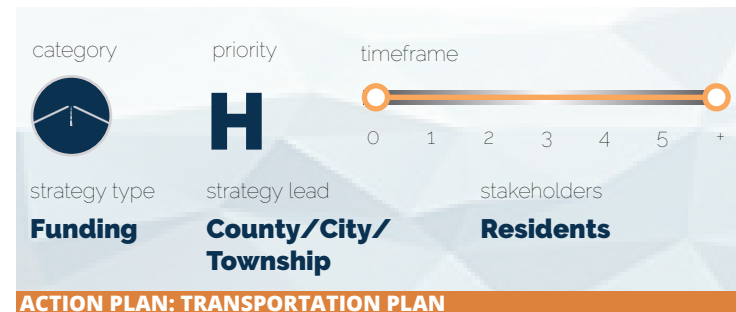 category
priority
timeframe
H
0 1 2 3 4 5 +
strategy type
strategy lead
stakeholders
Funding
County/City/
Township
Residents
ACTION PLAN: TRANSPORTATION PLAN